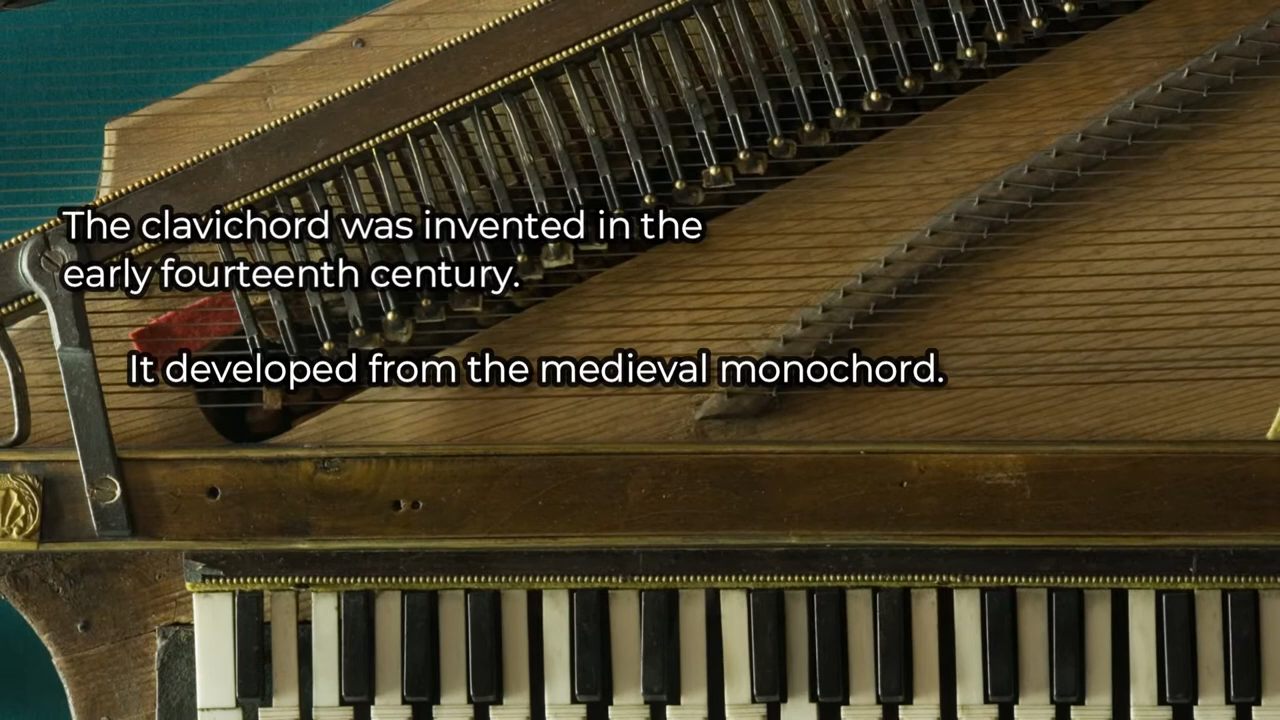 The clavichord was invented in the
early fourteenth century.
It developed from the medieval monochord.